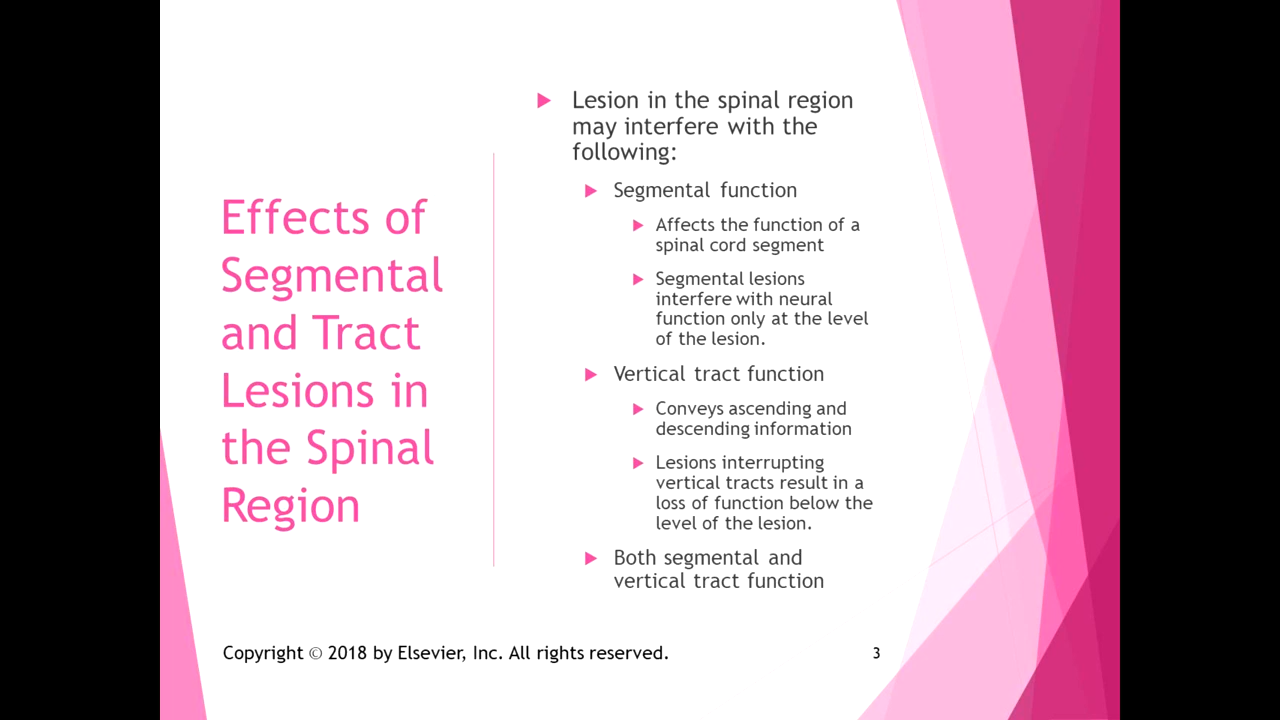 Effects of
Segmental
and Tract
Lesions in
the Spinal
Region
Lesion in the spinal region
may interfere with the
following:
Segmental function
Affects the function of a
spinal cord segment
Segmental lesions
interfere with neural
function only at the level
of the lesion.
Vertical tract function
Conveys ascending and
descending information
Lesions interrupting
vertical tracts result in a
loss of function below the
level of the lesion.
Both segmental and
vertical tract function
Copyright © 2018 by Elsevier, Inc. All rights reserved.
3